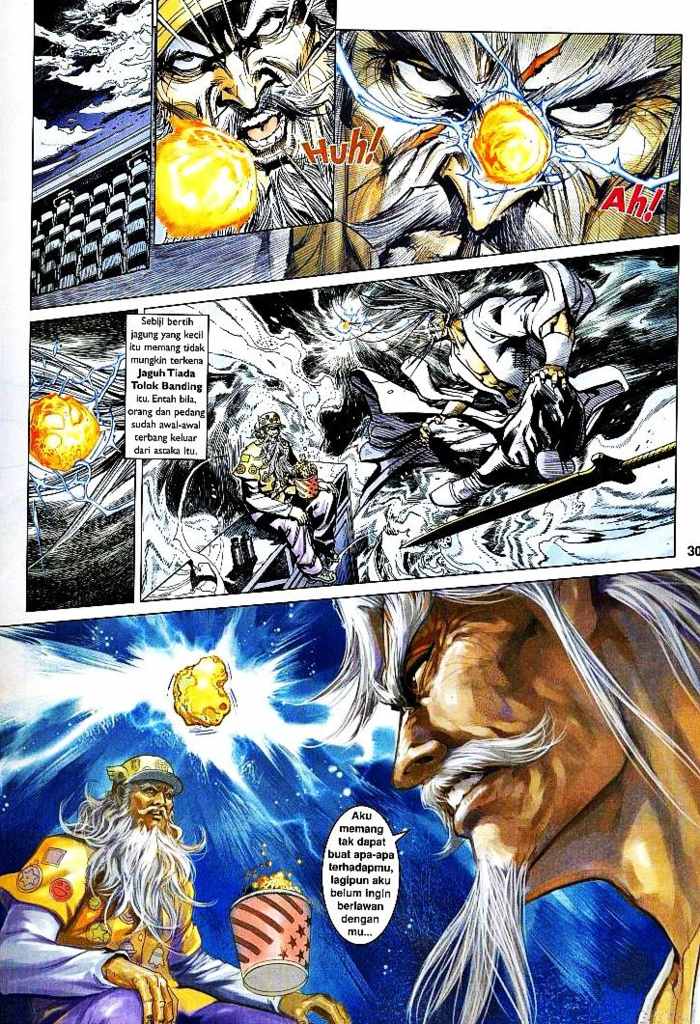 Huh!
Ah!
Sebiji bertih
jagung yang kecil
itu memang tidak
mungkin terkena
Jaguh Tiada
Tolok Banding
itu. Entah bila,
orang dan pedang
sudah awal-awal
terbang keluar
dari astaka itu.
30
Aku
memang
tak dapat
buat apa-apa
terhadapmu,
lagipun aku
belum ingin
berlawan
dengan
mu...